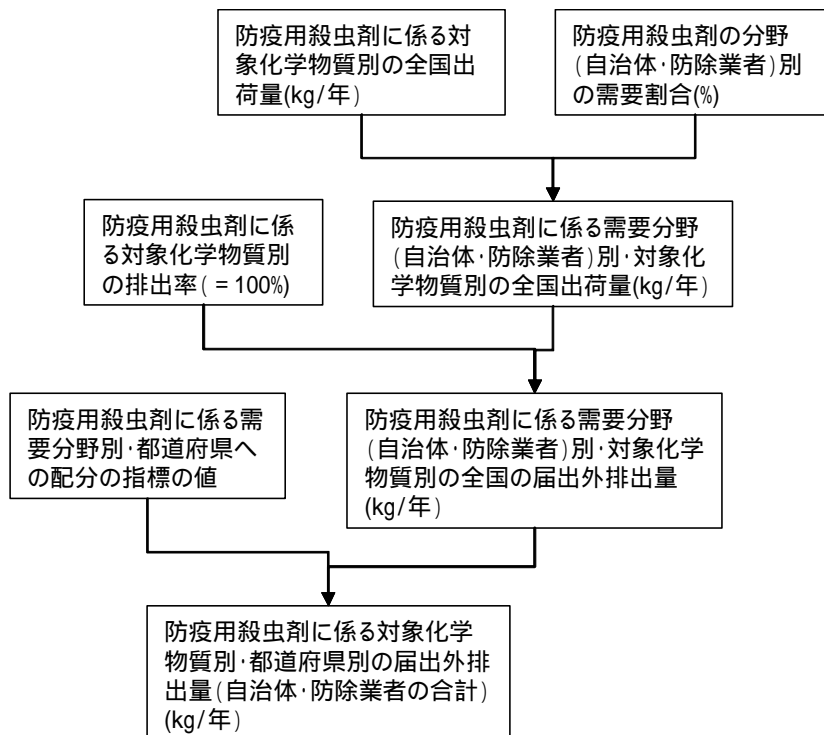 防疫用殺虫剤に係る対
象化学物質別の全国出
荷量(kg/年)
防疫用殺虫剤の分野
(自治体･防除業者)別
の需要割合(%)
防疫用殺虫剤に係
る対象化学物質別
の排出率(=100%)
防疫用殺虫剤に係る需要分野
(自治体･防除業者)別･対象化
学物質別の全国出荷量(kg/年)
防疫用殺虫剤に係る需
要分野別･都道府県へ
の配分の指標の値
防疫用殺虫剤に係る需要分野
(自治体･防除業者)別･対象化学
物質別の全国の届出外排出量
(kg/年)
防疫用殺虫剤に係る対象化学
物質別･都道府県別の届出外排
出量(自治体･防除業者の合計)
(kg/年)